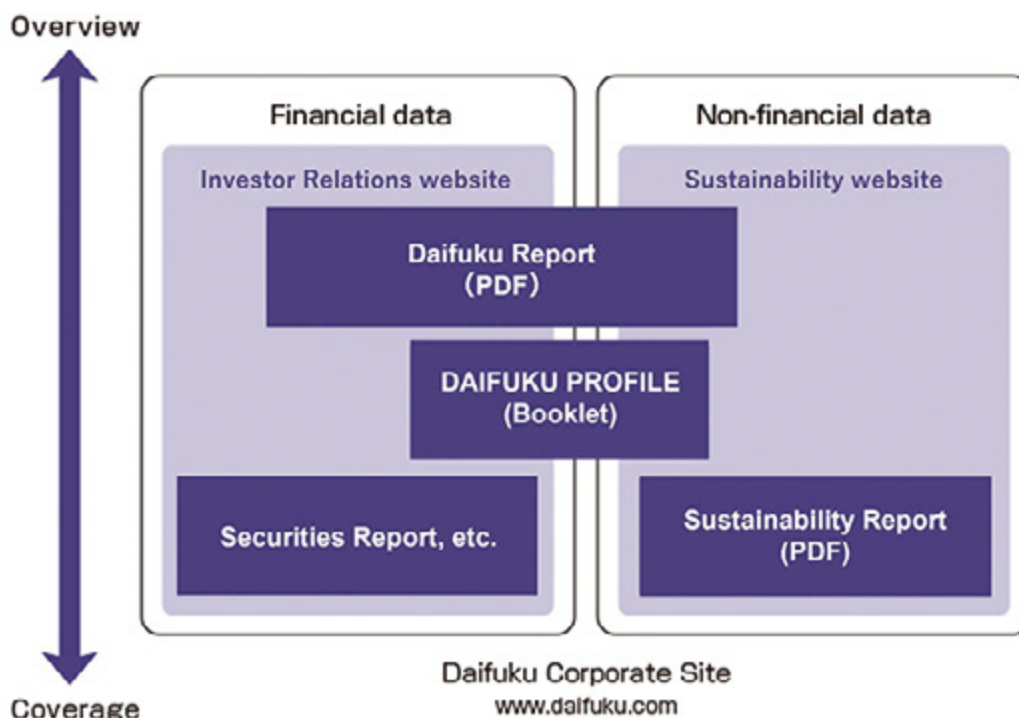 Overview
Financial data
Non-financial data
Investor Relations website
Sustainability website
Daifuku Report
(PDF)
DAIFUKU PROFILE
(Booklet)
Securities Report, etc.
Sustainability Report
(PDF)
Daifuku Corporate Site
www.daifuku.com
Coverage